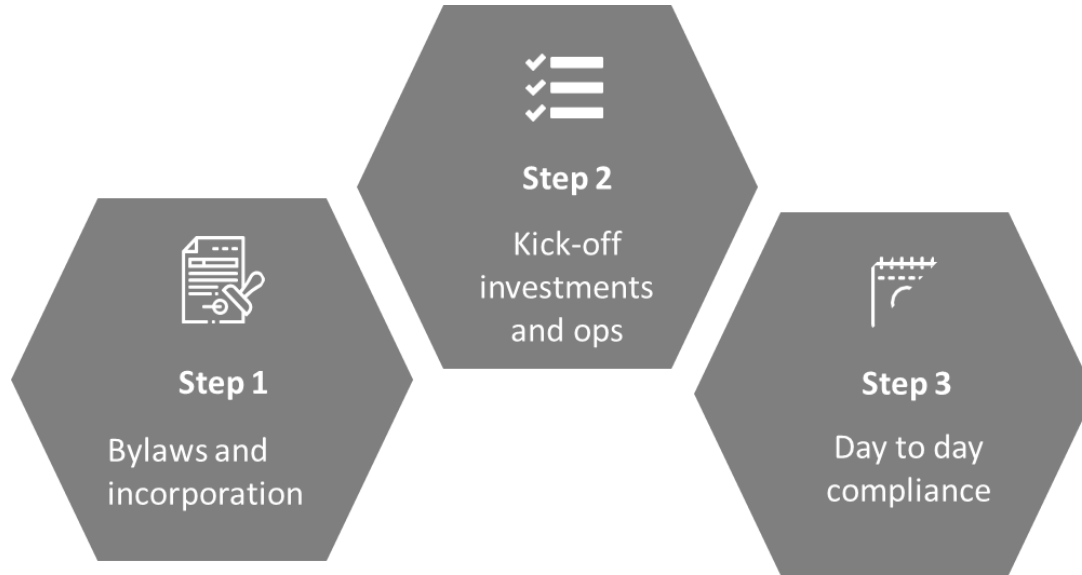 Step 1
Bylaws and
incorporation
Step 2
Kick-off
investments
and ops
Step 3
Day to day
compliance